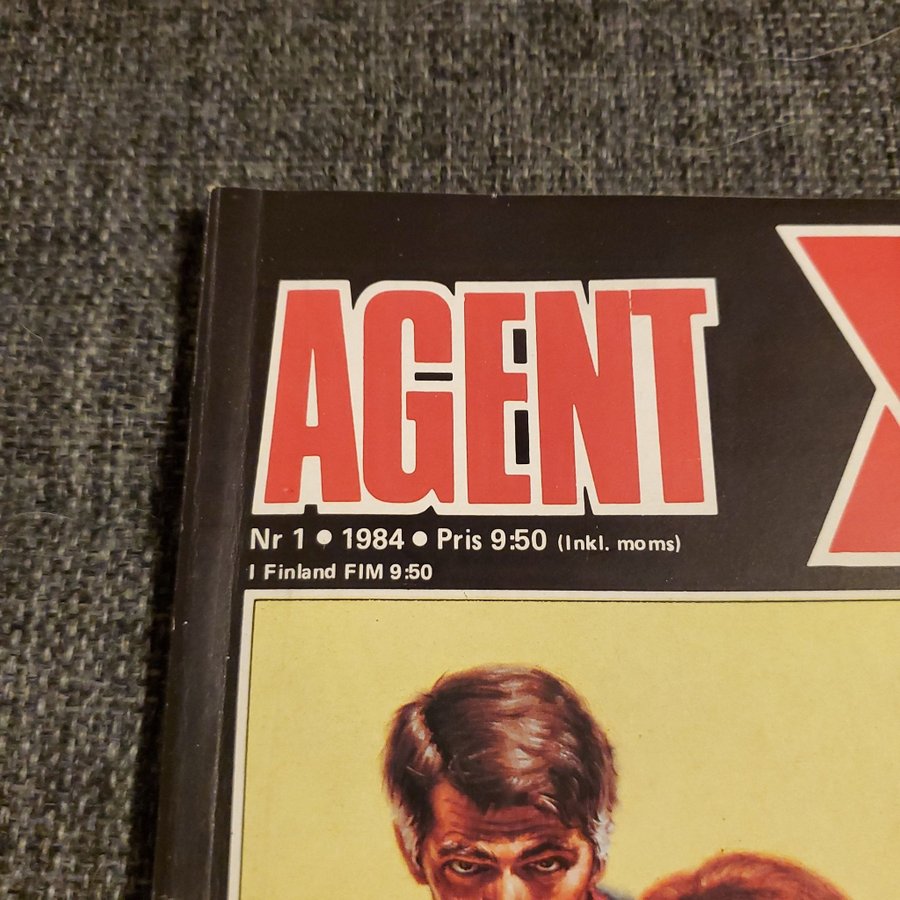 AGENT X
Nr 1 • 1984 • Pris 9:50 (Inkl. moms)
I Finland FIM 9:50